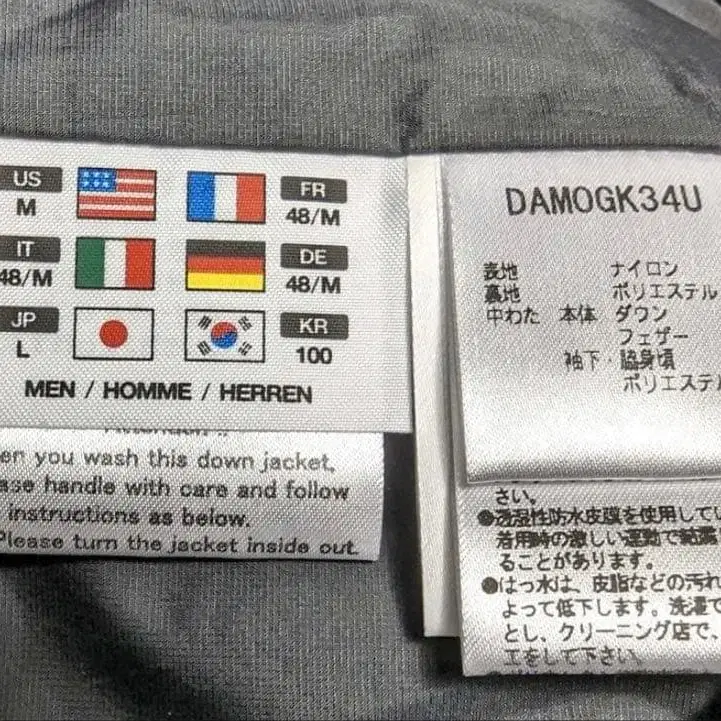 US
FR
M
48/M
IT
DE
48/M
48/M
JP
KR
L
100
MEN / HOMME / HERREN
en you wash this down jacket,
ase handle with care and follow
instructions as below.
Please turn the jacket inside out.
DAMOGK34U
表地 ナイロン
裏地 ポリエステル
中わた 本体 ダウン
フェザー
袖下・脇身頃
ポリエステル
さい。
●透湿性防水皮膜を使用してい
着用時の激しい運動で結露
ることがあります。
●はっ水は、皮脂などの汚れ
よって低下します。洗濯で
とし、クリーニング店で、
工をして下さい。